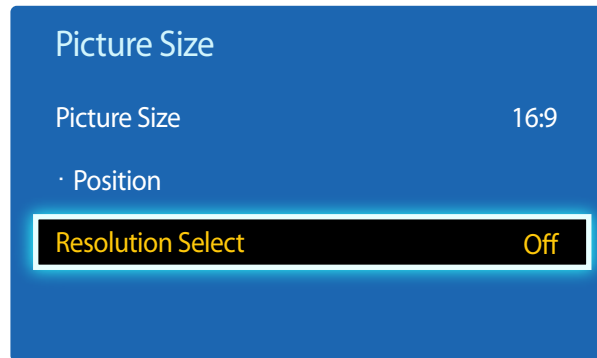 Picture Size
Picture Size 16:9
· Position
Resolution Select Off